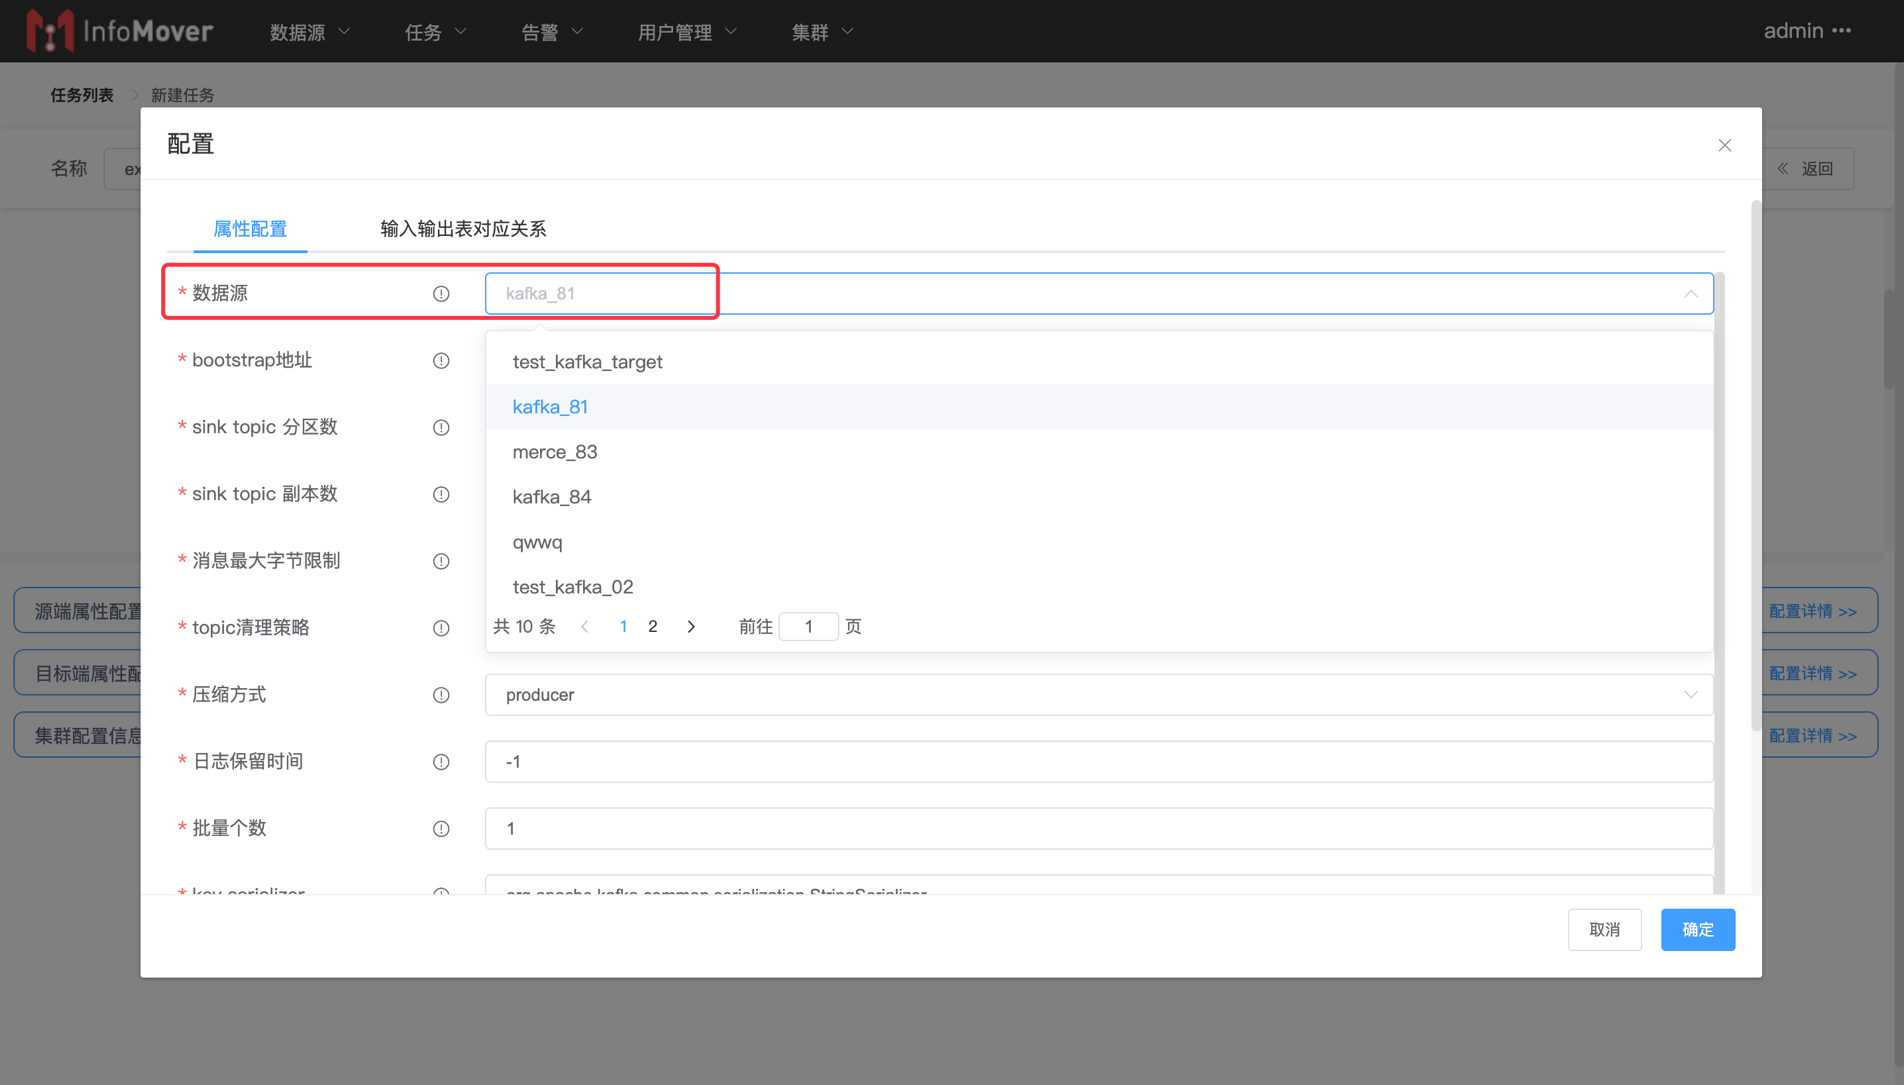 InfoMover 数据源 任务 告警 用户管理 集群 admin •••
任务列表 > 新建任务
名称 ex « 返回
配置
属性配置 输入输出表对应关系
* 数据源 kafka_81
* bootstrap地址
* sink topic 分区数
* sink topic 副本数
* 消息最大字节限制
* topic清理策略
test_kafka_target
kafka_81
merce_83
kafka_84
qwwq
test_kafka_02
共 10 条 < 1 2 > 前往 1 页
* 压缩方式 producer
* 日志保留时间 -1
* 批量个数 1
* key serializer org.apache.kafka.common.serialization.StringSerializer
取消 确定
源端属性配置 配置详情 >>
目标端属性配 配置详情 >>
集群配置信息 配置详情 >>